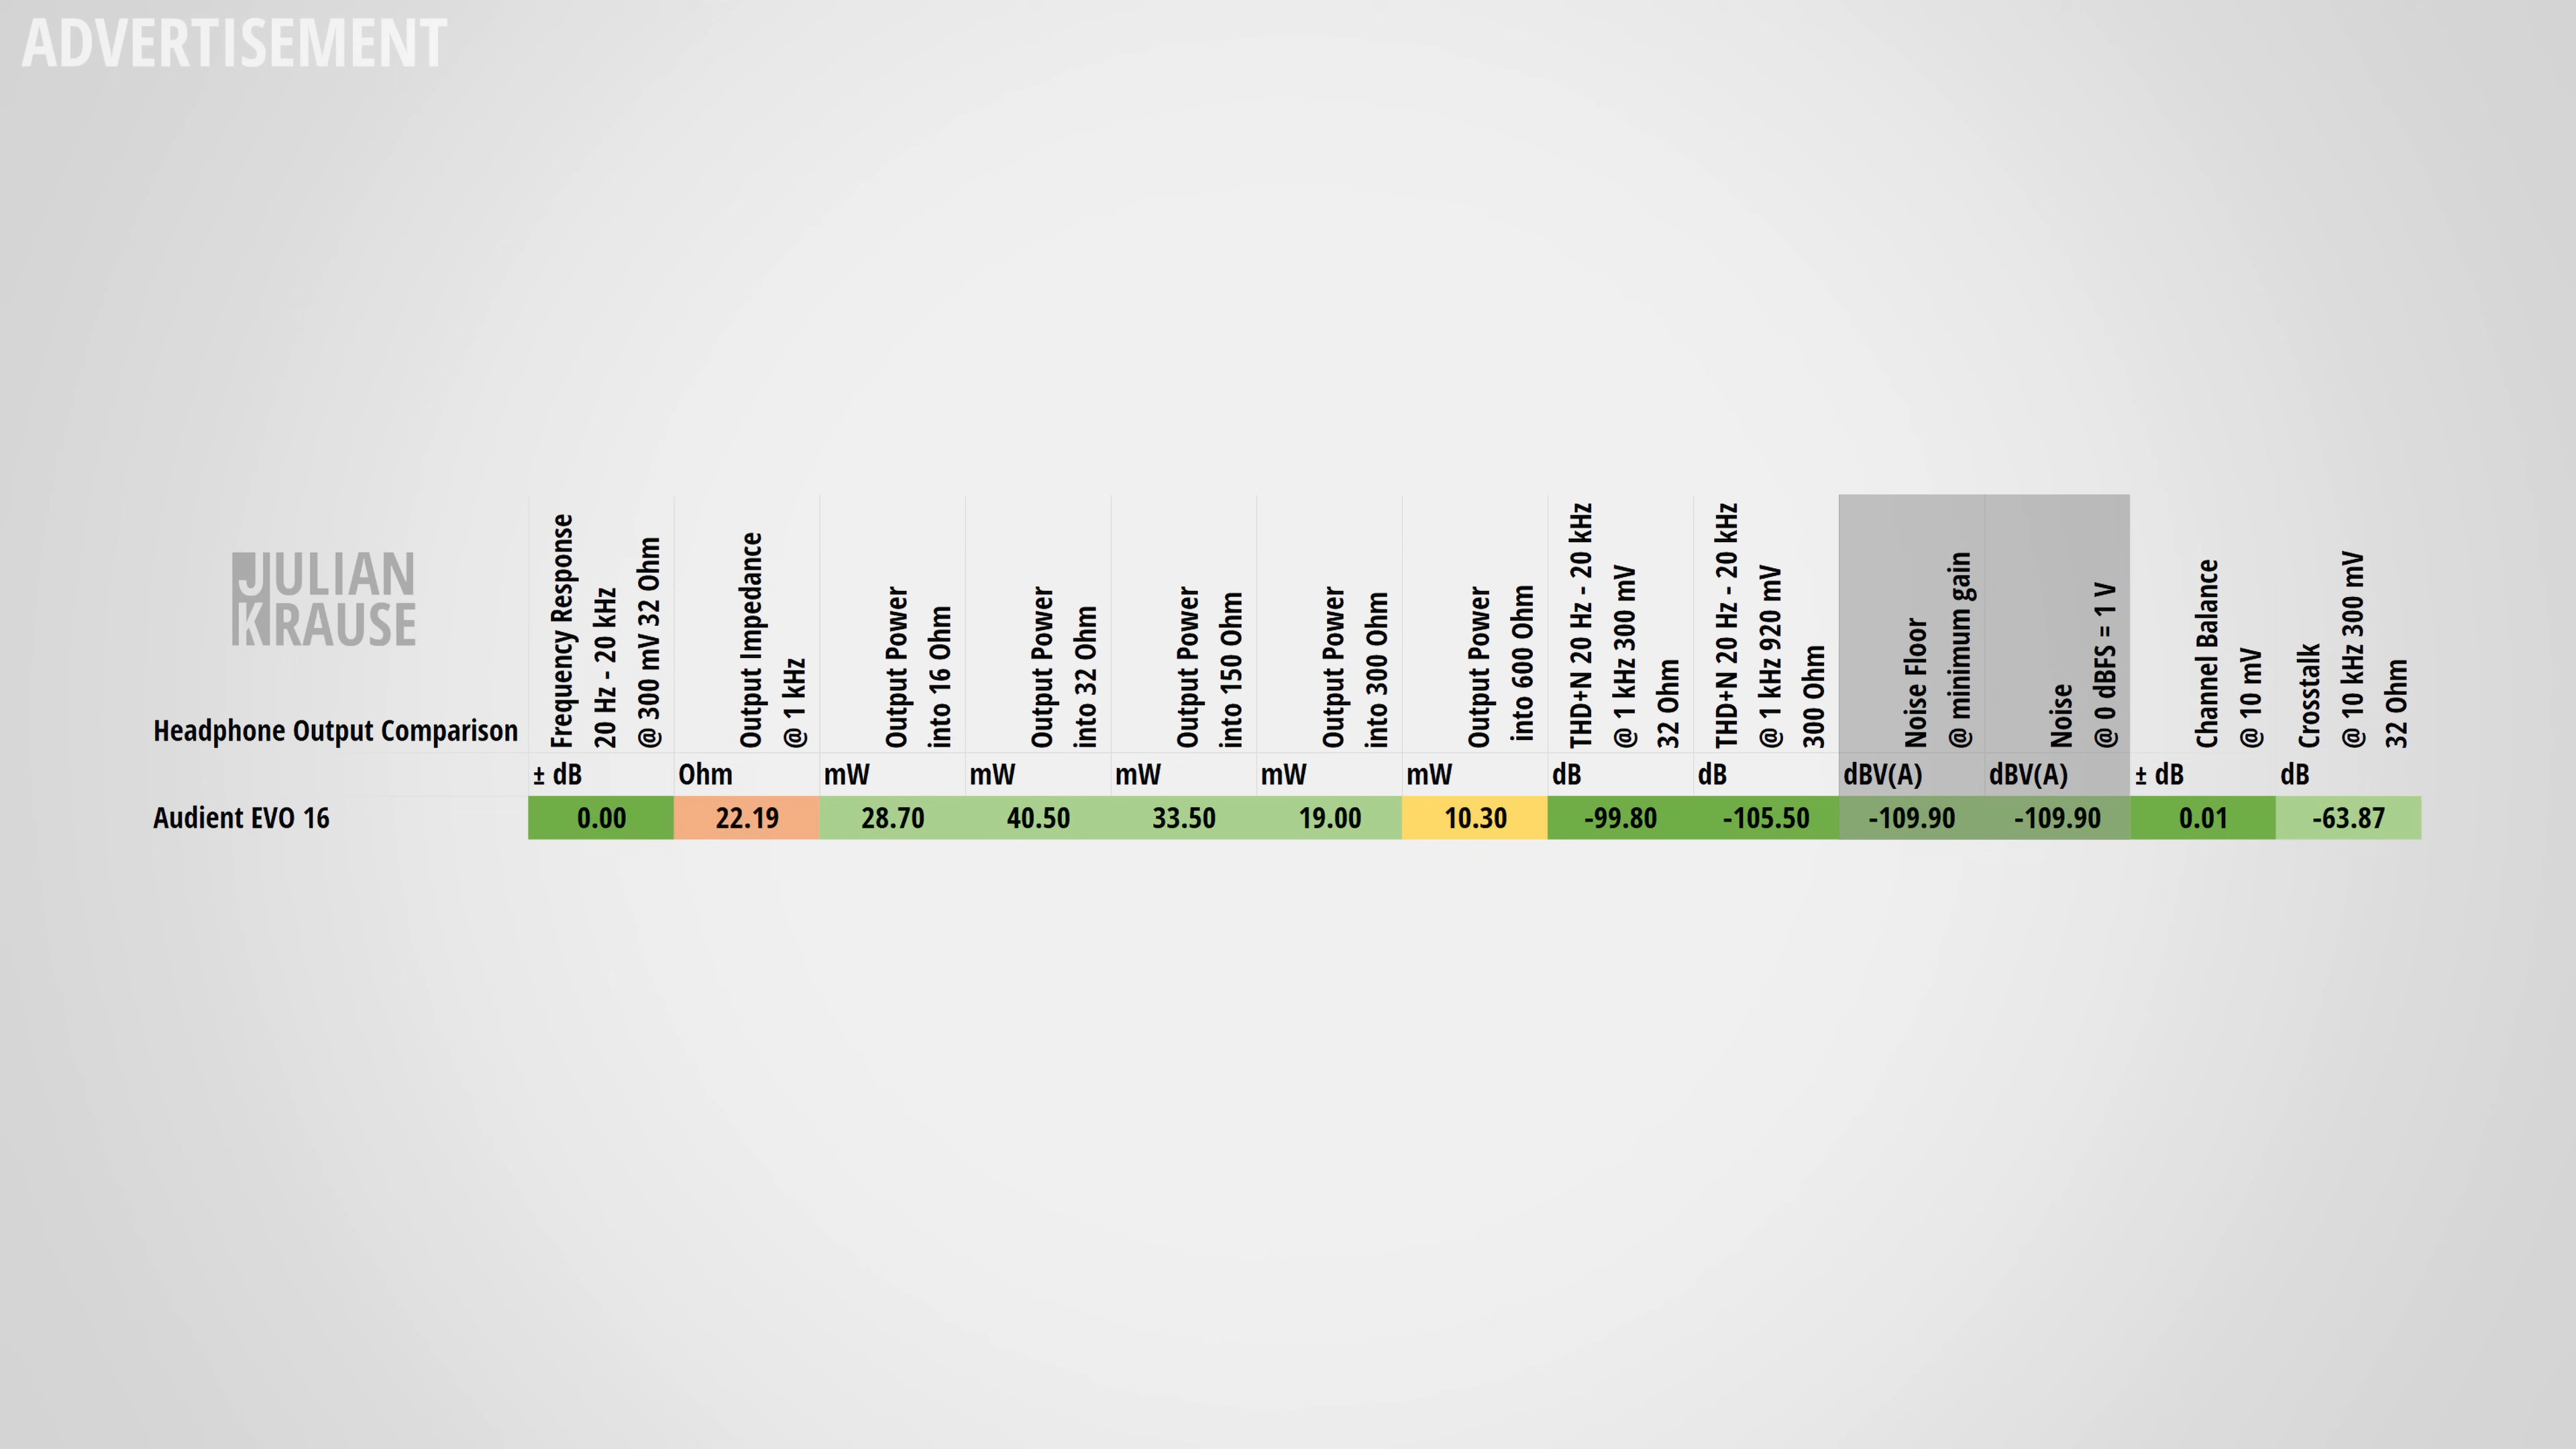 ADVERTISEMENT
JULIAN
KRAUSE
Headphone Output Comparison
Frequency Response
20 Hz - 20 kHz
@ 300 mV 32 Ohm
Output Impedance
@ 1 kHz
Output Power
into 16 Ohm
Output Power
into 32 Ohm
Output Power
into 150 Ohm
Output Power
into 300 Ohm
Output Power
into 600 Ohm
THD+N 20 Hz - 20 kHz
@ 1 kHz 300 mV
32 Ohm
THD+N 20 Hz - 20 kHz
@ 1 kHz 920 mV
300 Ohm
Noise Floor
@ minimum gain
Noise
@ 0 dBFS = 1 V
Channel Balance
@ 10 mV
Crosstalk
@ 10 kHz 300 mV
32 Ohm
± dB Ohm mW mW mW mW mW dB dB dBV(A) dBV(A) ± dB dB
Audient EVO 16 0.00 22.19 28.70 40.50 33.50 19.00 10.30 -99.80 -105.50 -109.90 -109.90 0.01 -63.87